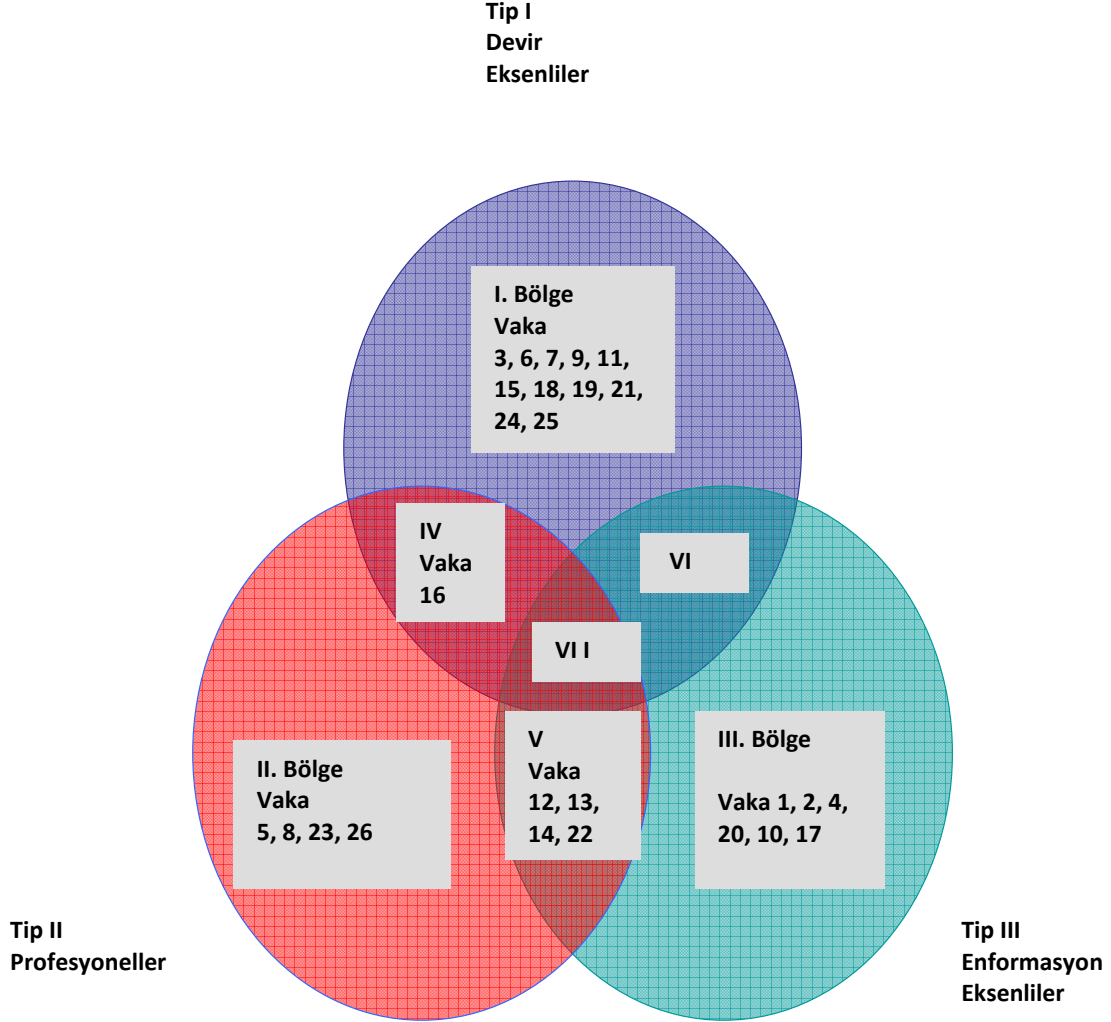 Tip I
Devir
Eksenliler
I. Bölge
Vaka
3, 6, 7, 9, 11,
15, 18, 19, 21,
24, 25
IV
Vaka
16
VI
VI I
V
Vaka
12, 13,
14, 22
III. Bölge
Vaka 1, 2, 4,
20, 10, 17
II. Bölge
Vaka
5, 8, 23, 26
Tip II
Profesyoneller
Tip III
Enformasyon
Eksenliler